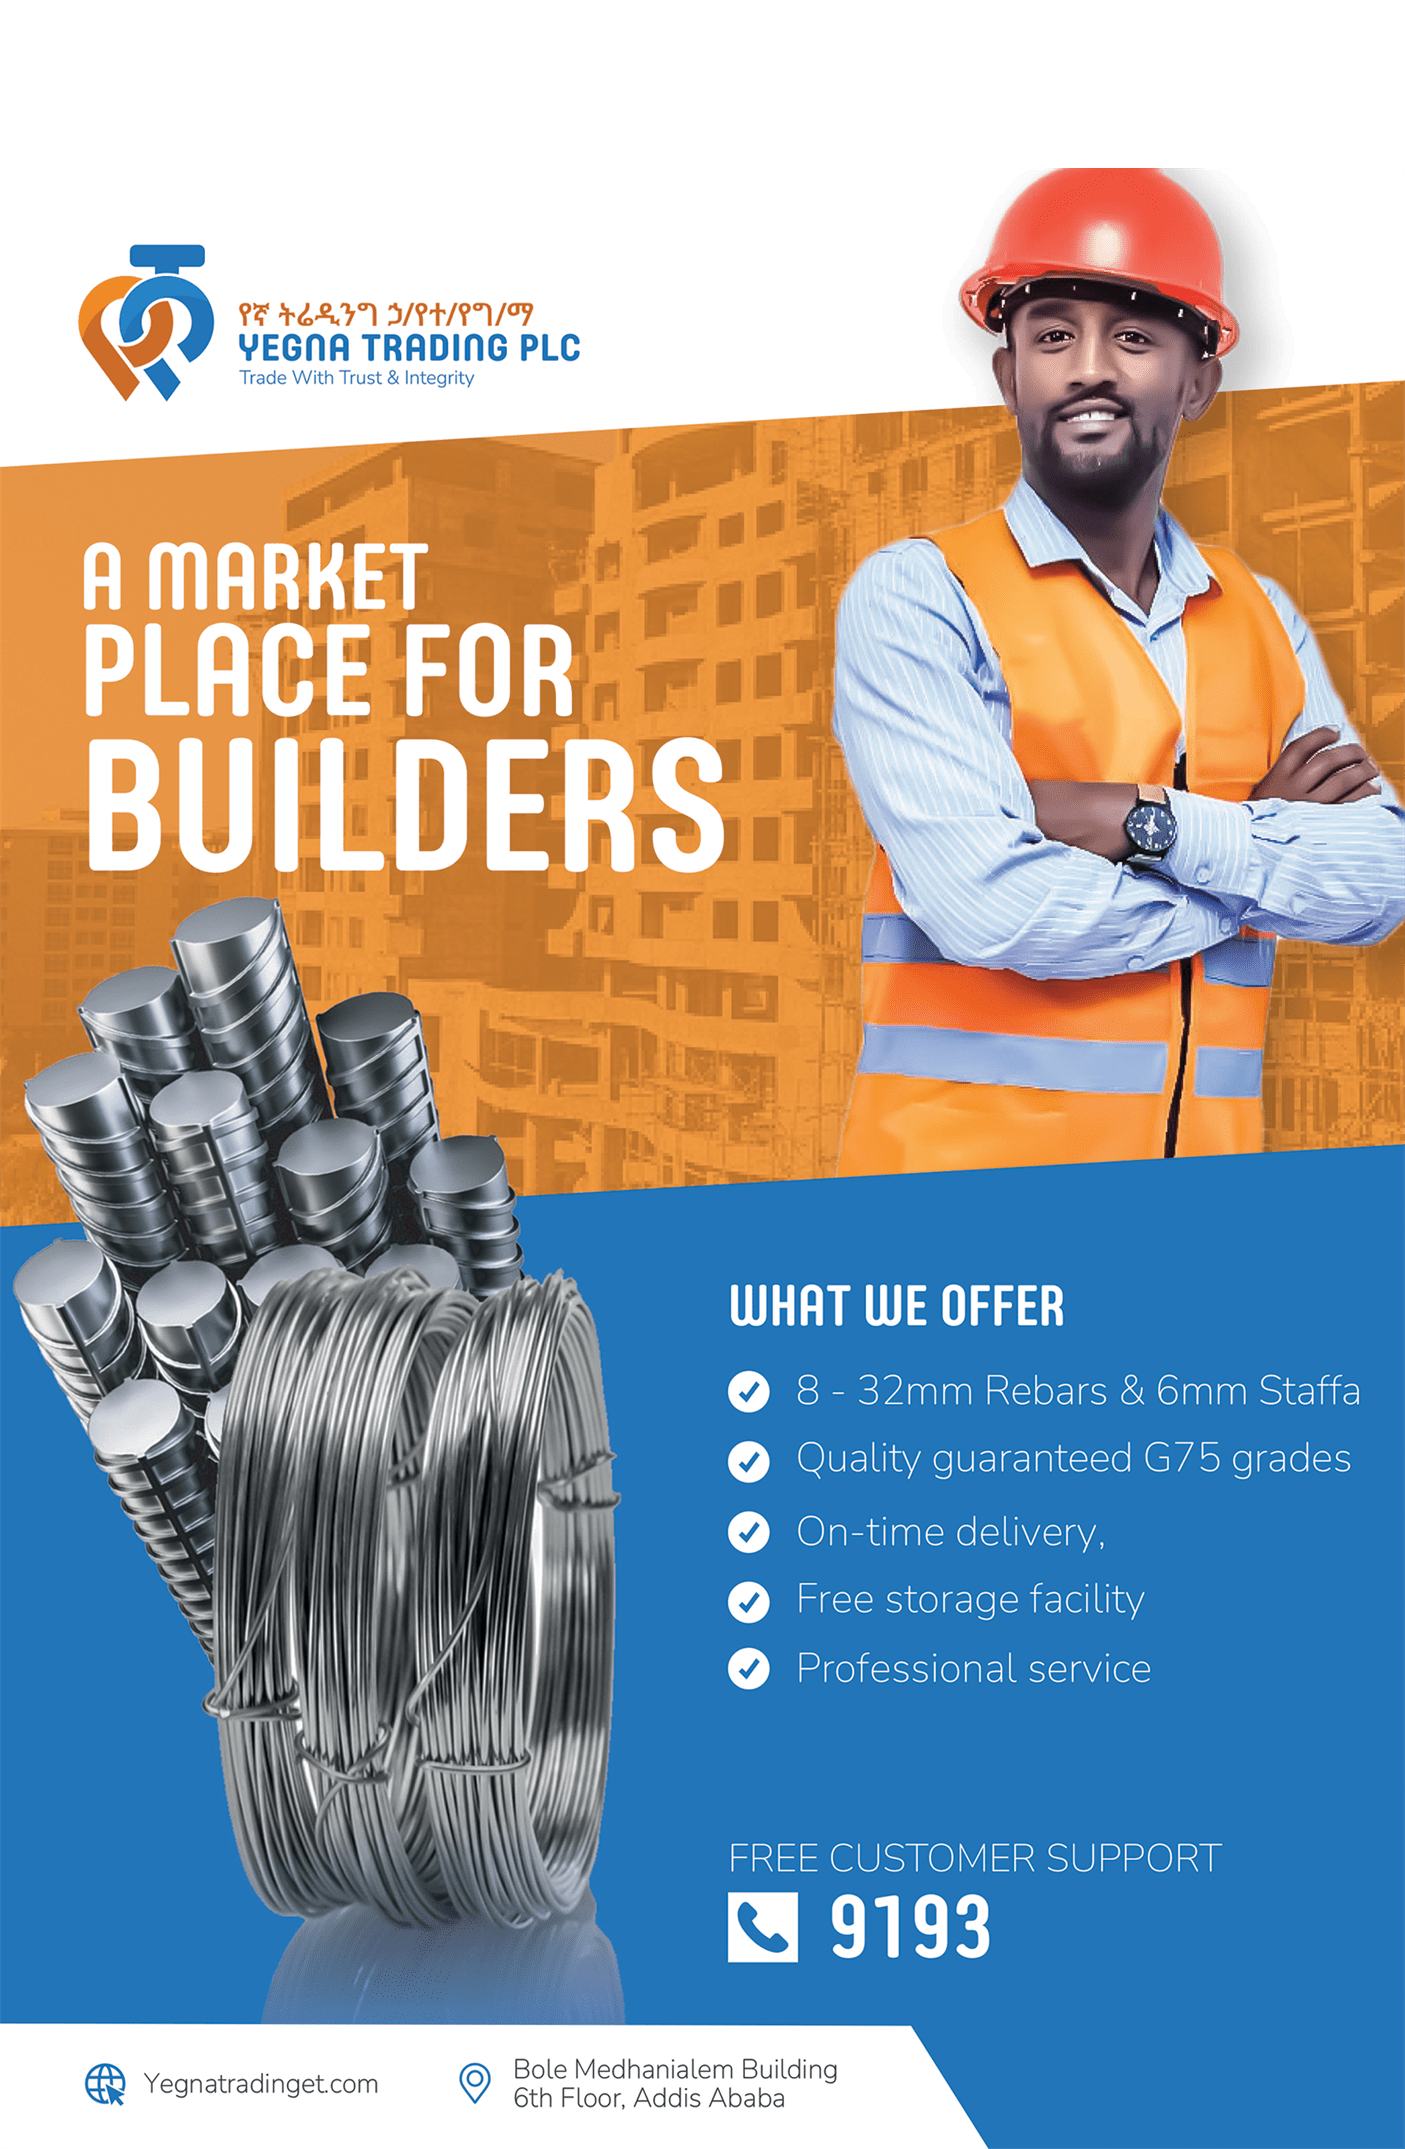 የኛ ትሬዲንግ ኃ/የተ/የግ/ማ
YEGNA TRADING PLC
Trade With Trust & Integrity
A MARKET
PLACE FOR
BUILDERS
WHAT WE OFFER
8 - 32mm Rebars & 6mm Staffa
Quality guaranteed G75 grades
On-time delivery,
Free storage facility
Professional service
FREE CUSTOMER SUPPORT
9193
Yegnatradinget.com
Bole Medhanialem Building
6th Floor, Addis Ababa